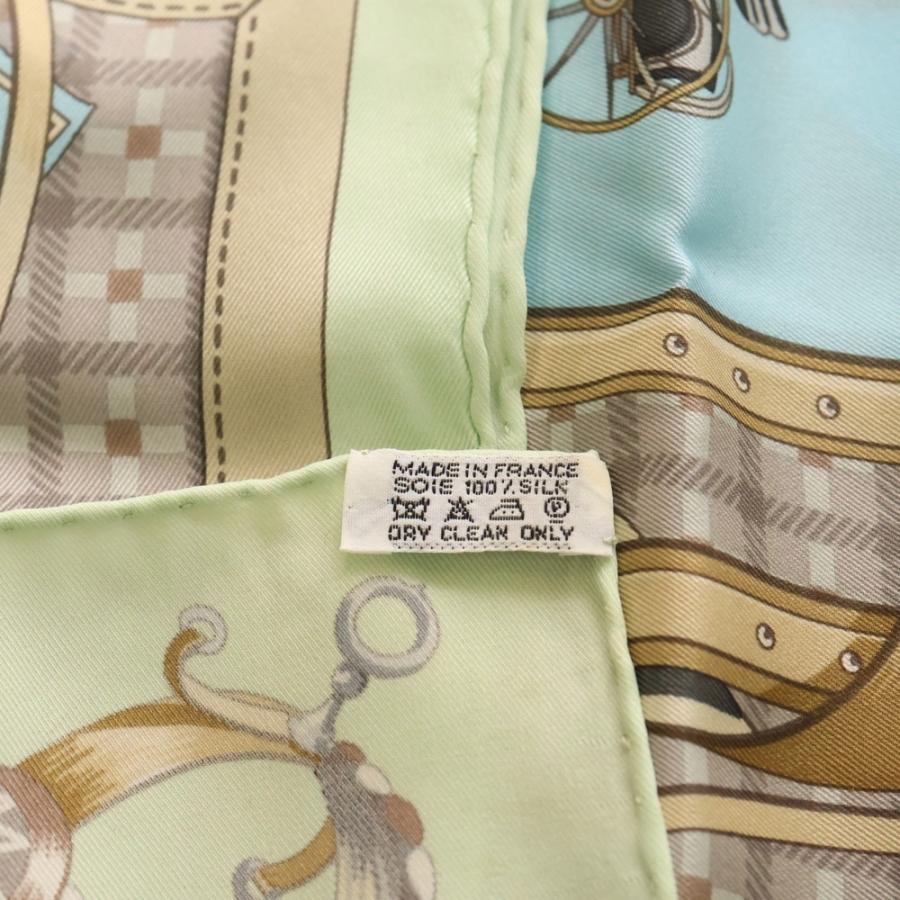 MADE IN FRANCE
SOIE 100% SILK
DRY CLEAN ONLY